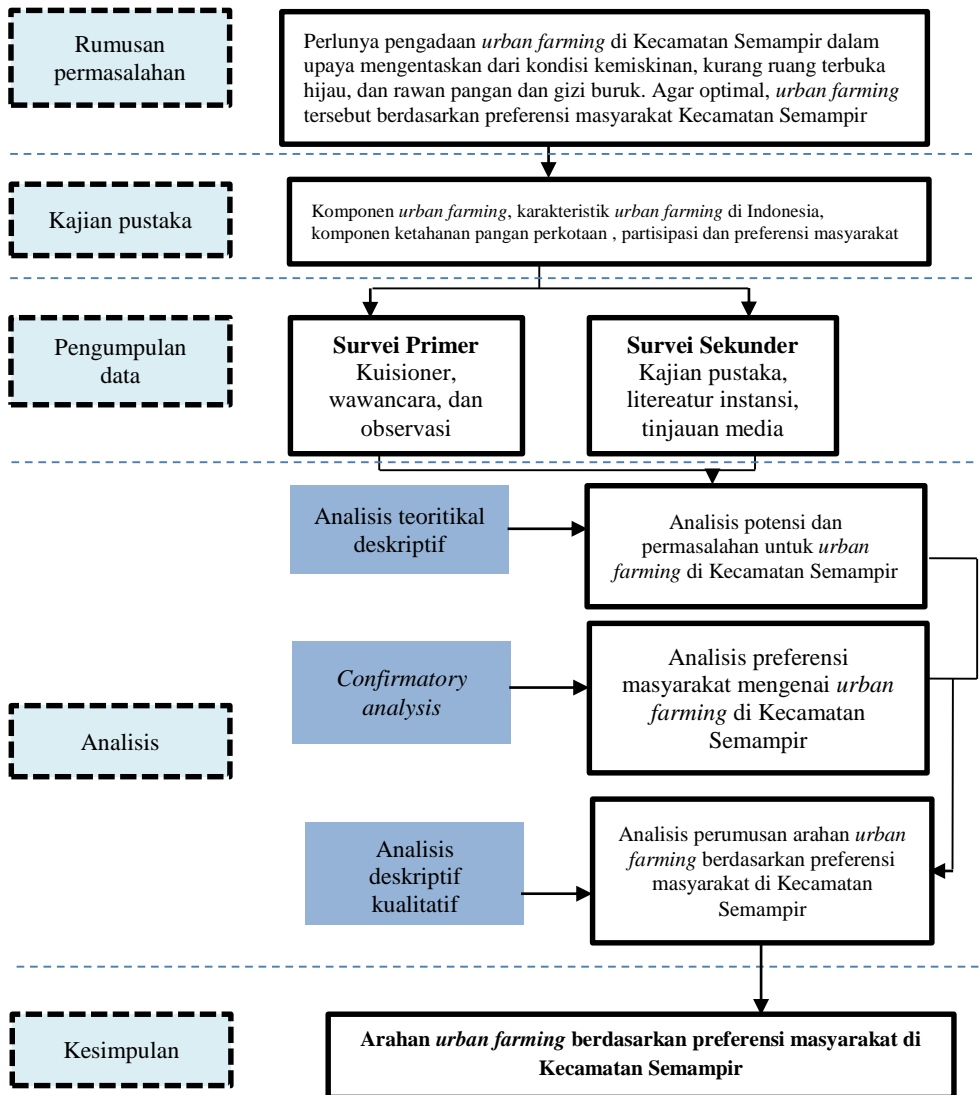 Rumusan
permasalahan
Perlunya pengadaan urban farming di Kecamatan Semampir dalam
upaya mengentaskan dari kondisi kemiskinan, kurang ruang terbuka
hijau, dan rawan pangan dan gizi buruk. Agar optimal, urban farming
tersebut berdasarkan preferensi masyarakat Kecamatan Semampir
Kajian pustaka
Komponen urban farming, karakteristik urban farming di Indonesia,
komponen ketahanan pangan perkotaan , partisipasi dan preferensi masyarakat
Pengumpulan
data
Survei Primer
Kuisioner,
wawancara, dan
observasi
Survei Sekunder
Kajian pustaka,
litereatur instansi,
tinjauan media
Analisis
Analisis teoritikal
deskriptif
Analisis potensi dan
permasalahan untuk urban
farming di Kecamatan Semampir
Confirmatory
analysis
Analisis preferensi
masyarakat mengenai urban
farming di Kecamatan
Semampir
Analisis
deskriptif
kualitatif
Analisis perumusan arahan urban
farming berdasarkan preferensi
masyarakat di Kecamatan
Semampir
Kesimpulan
Arahan urban farming berdasarkan preferensi masyarakat di
Kecamatan Semampir